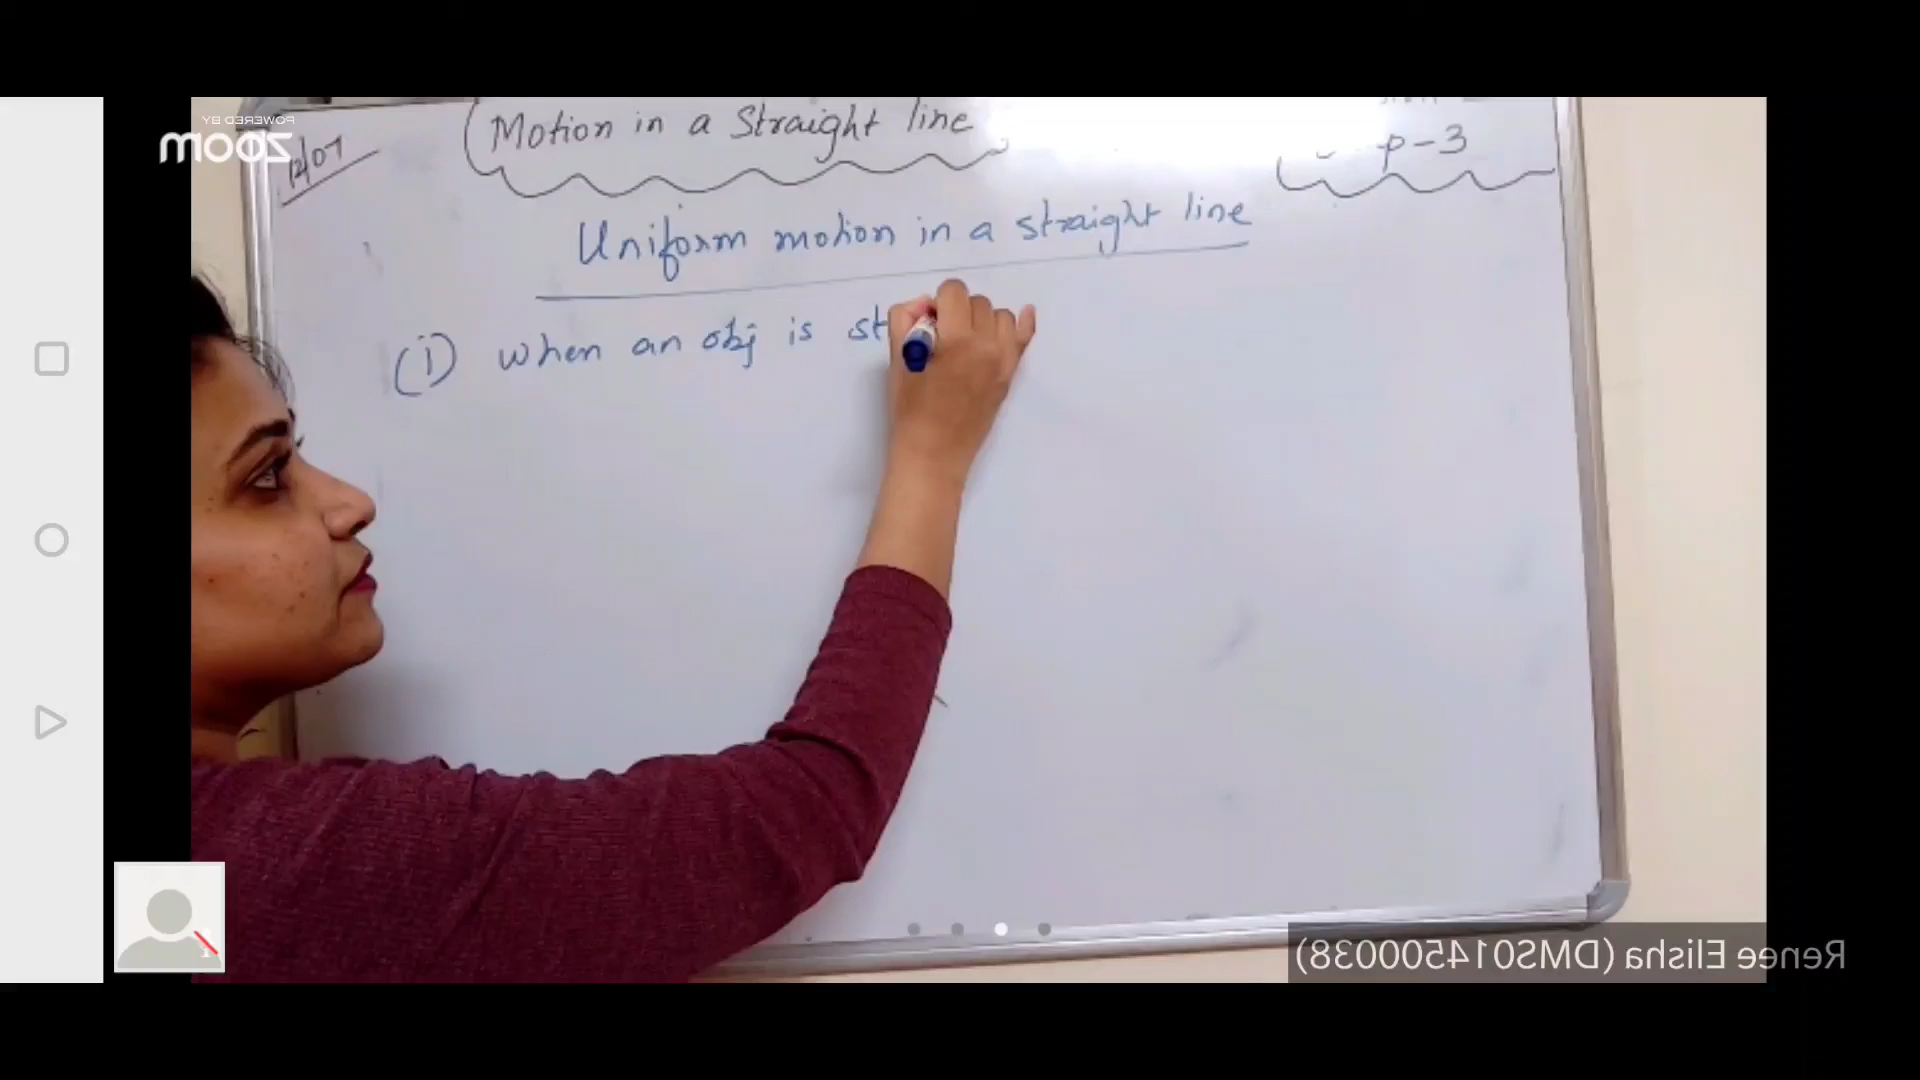 POWERED BY
zoom
12/07
Motion in a straight line
p-3
Uniform motion in a straight line
(i) when an obj is st
Renee Elisha (DMS014500038)